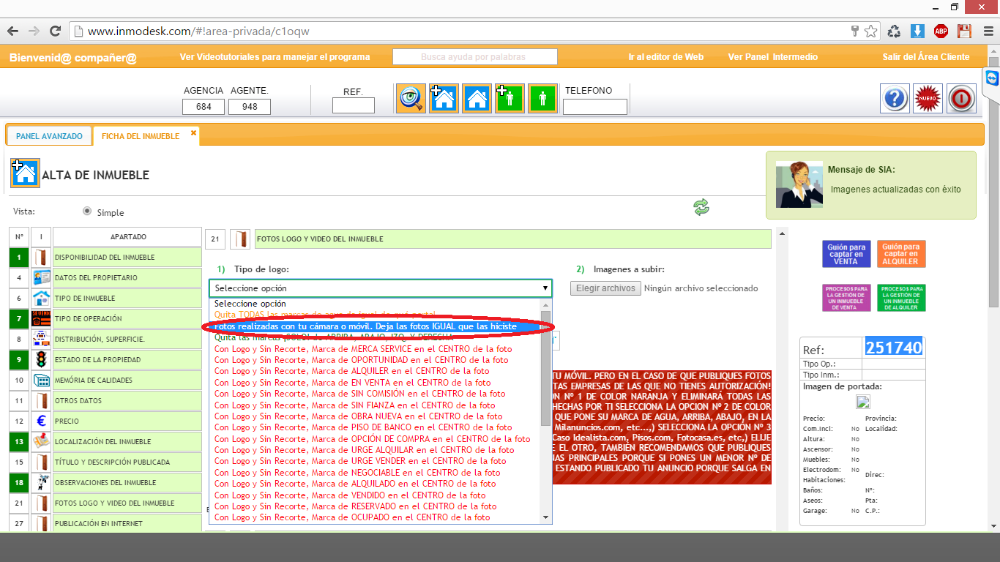 www.inmodesk.com/#!area-privada/c1oqw
ABP
Bienvenid@ compañer@
Ver Videotutoriales para manejar el programa
Busca ayuda por palabras
Ir al editor de Web
Ver Panel Intermedio
Salir del Área Cliente
AGENCIA
684
AGENTE.
948
REF.
TELEFONO
NUEVO
PANEL AVANZADO
FICHA DEL INMUEBLE
ALTA DE INMUEBLE
Mensaje de SIA:
Imagenes actualizadas con éxito
Vista:
Simple
Nº I APARTADO
1 DISPONIBILIDAD DEL INMUEBLE
4 DATOS DEL PROPIETARIO
6 TIPO DE INMUEBLE
7 TIPO DE OPERACIÓN
8 DISTRIBUCIÓN, SUPERFICIE.
9 ESTADO DE LA PROPIEDAD
10 MEMÓRIA DE CALIDADES
11 OTROS DATOS
12 PRECIO
13 LOCALIZACIÓN DEL INMUEBLE
15 TÍTULO Y DESCRIPCIÓN PUBLICADA
18 OBSERVACIONES DEL INMUEBLE
21 FOTOS LOGO Y VIDEO DEL INMUEBLE
27 PUBLICACIÓN EN INTERNET
21 FOTOS LOGO Y VIDEO DEL INMUEBLE
1) Tipo de logo:
Seleccione opción
Seleccione opción
Quita TODAS las marcas de agua de igual de qué portal
Fotos realizadas con tu cámara o móvil. Deja las fotos IGUAL que las hiciste
Quita las marcas ¡SOLO! de ARRIBA, ABAJO, IZQ. Y DERECHA
Con Logo y Sin Recorte, Marca de MERCA SERVICE en el CENTRO de la foto
Con Logo y Sin Recorte, Marca de OPORTUNIDAD en el CENTRO de la foto
Con Logo y Sin Recorte, Marca de ALQUILER en el CENTRO de la foto
Con Logo y Sin Recorte, Marca de EN VENTA en el CENTRO de la foto
Con Logo y Sin Recorte, Marca de SIN COMISIÓN en el CENTRO de la foto
Con Logo y Sin Recorte, Marca de SIN FIANZA en el CENTRO de la foto
Con Logo y Sin Recorte, Marca de OBRA NUEVA en el CENTRO de la foto
Con Logo y Sin Recorte, Marca de PISO DE BANCO en el CENTRO de la foto
Con Logo y Sin Recorte, Marca de OPCIÓN DE COMPRA en el CENTRO de la foto
Con Logo y Sin Recorte, Marca de URGE ALQUILAR en el CENTRO de la foto
Con Logo y Sin Recorte, Marca de URGE VENDER en el CENTRO de la foto
Con Logo y Sin Recorte, Marca de NEGOCIABLE en el CENTRO de la foto
Con Logo y Sin Recorte, Marca de ALQUILADO en el CENTRO de la foto
Con Logo y Sin Recorte, Marca de VENDIDO en el CENTRO de la foto
Con Logo y Sin Recorte, Marca de RESERVADO en el CENTRO de la foto
Con Logo y Sin Recorte, Marca de OCUPADO en el CENTRO de la foto
2) Imagenes a subir:
Elegir archivos Ningún archivo seleccionado
TU MÓVIL. PERO EN EL CASO DE QUE PUBLIQUES FOTOS
TAS EMPRESAS DE LAS QUE NO TIENES AUTORIZACIÓN!
ÓN Nº 1 DE COLOR NARANJA Y ELIMINARÁ TODAS LAS
HECHAS POR TI SELECCIONA LA OPCION Nº 2 DE COLOR
QUE PONE SU MARCA DE AGUA, ARRIBA, ABAJO, EN LA
Milanuncios.com, etc...,) SELECCIONA LA OPCIÓN Nº 3
Caso Idealista.com, Pisos.com, Fotocasa.es, etc,) ELIJE
E EL OTRO, TAMBIÉN RECOMENDAMOS QUE PUBLIQUES
NAS PRINCIPALES PORQUE SI PONES UN MENOR Nº DE
ESTANDO PUBLICADO TU ANUNCIO PORQUE SALGA EN
Guión para captar en VENTA
Guión para captar en ALQUILER
PROCESOS PARA LA GESTIÓN DE UN INMUEBLE DE VENTA
PROCESOS PARA LA GESTIÓN DE UN INMUEBLE DE ALQUILER
Ref: 251740
Tipo Op.:
Tipo Inm.:
Imagen de portada:
Precio: Provincia:
Com.Incl: No Localidad:
Altura: No
Ascensor: No
Muebles: No
Electrodom: No
Habitaciones: Direc:
Baños: Nº:
Aseos: Pta:
Garage: No C.P.: